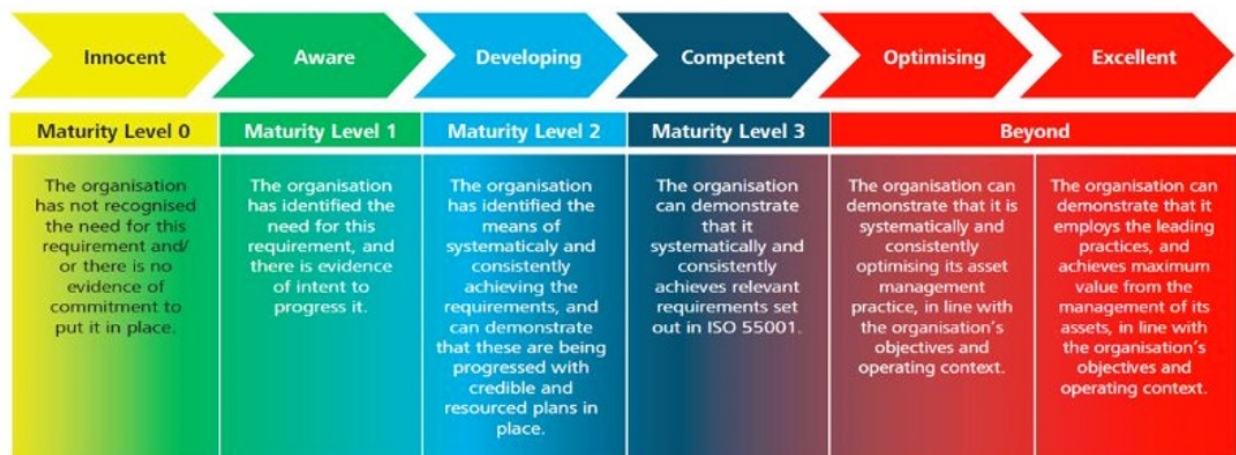 Innocent
Aware
Developing
Competent
Optimising
Excellent
Maturity Level 0
Maturity Level 1
Maturity Level 2
Maturity Level 3
Beyond
The organisation
has not recognised
the need for this
requirement and/
or there is no
evidence of
commitment to
put it in place.
The organisation
has identified the
need for this
requirement, and
there is evidence
of intent to
progress it.
The organisation
has identified the
means of
systematicaly and
consistently
achieving the
requirements, and
can demonstrate
that these are being
progressed with
credible and
resourced plans in
place.
The organisation
can demonstrate
that it
systematically and
consistently
achieves relevant
requirements set
out in ISO 55001.
The organisation can
demonstrate that it is
systematically and
consistently
optimising its asset
management
practice, in line with
the organisation's
objectives and
operating context.
The organisation can
demonstrate that it
employs the leading
practices, and
achieves maximum
value from the
management of its
assets, in line with
the organisation's
objectives and
operating context.